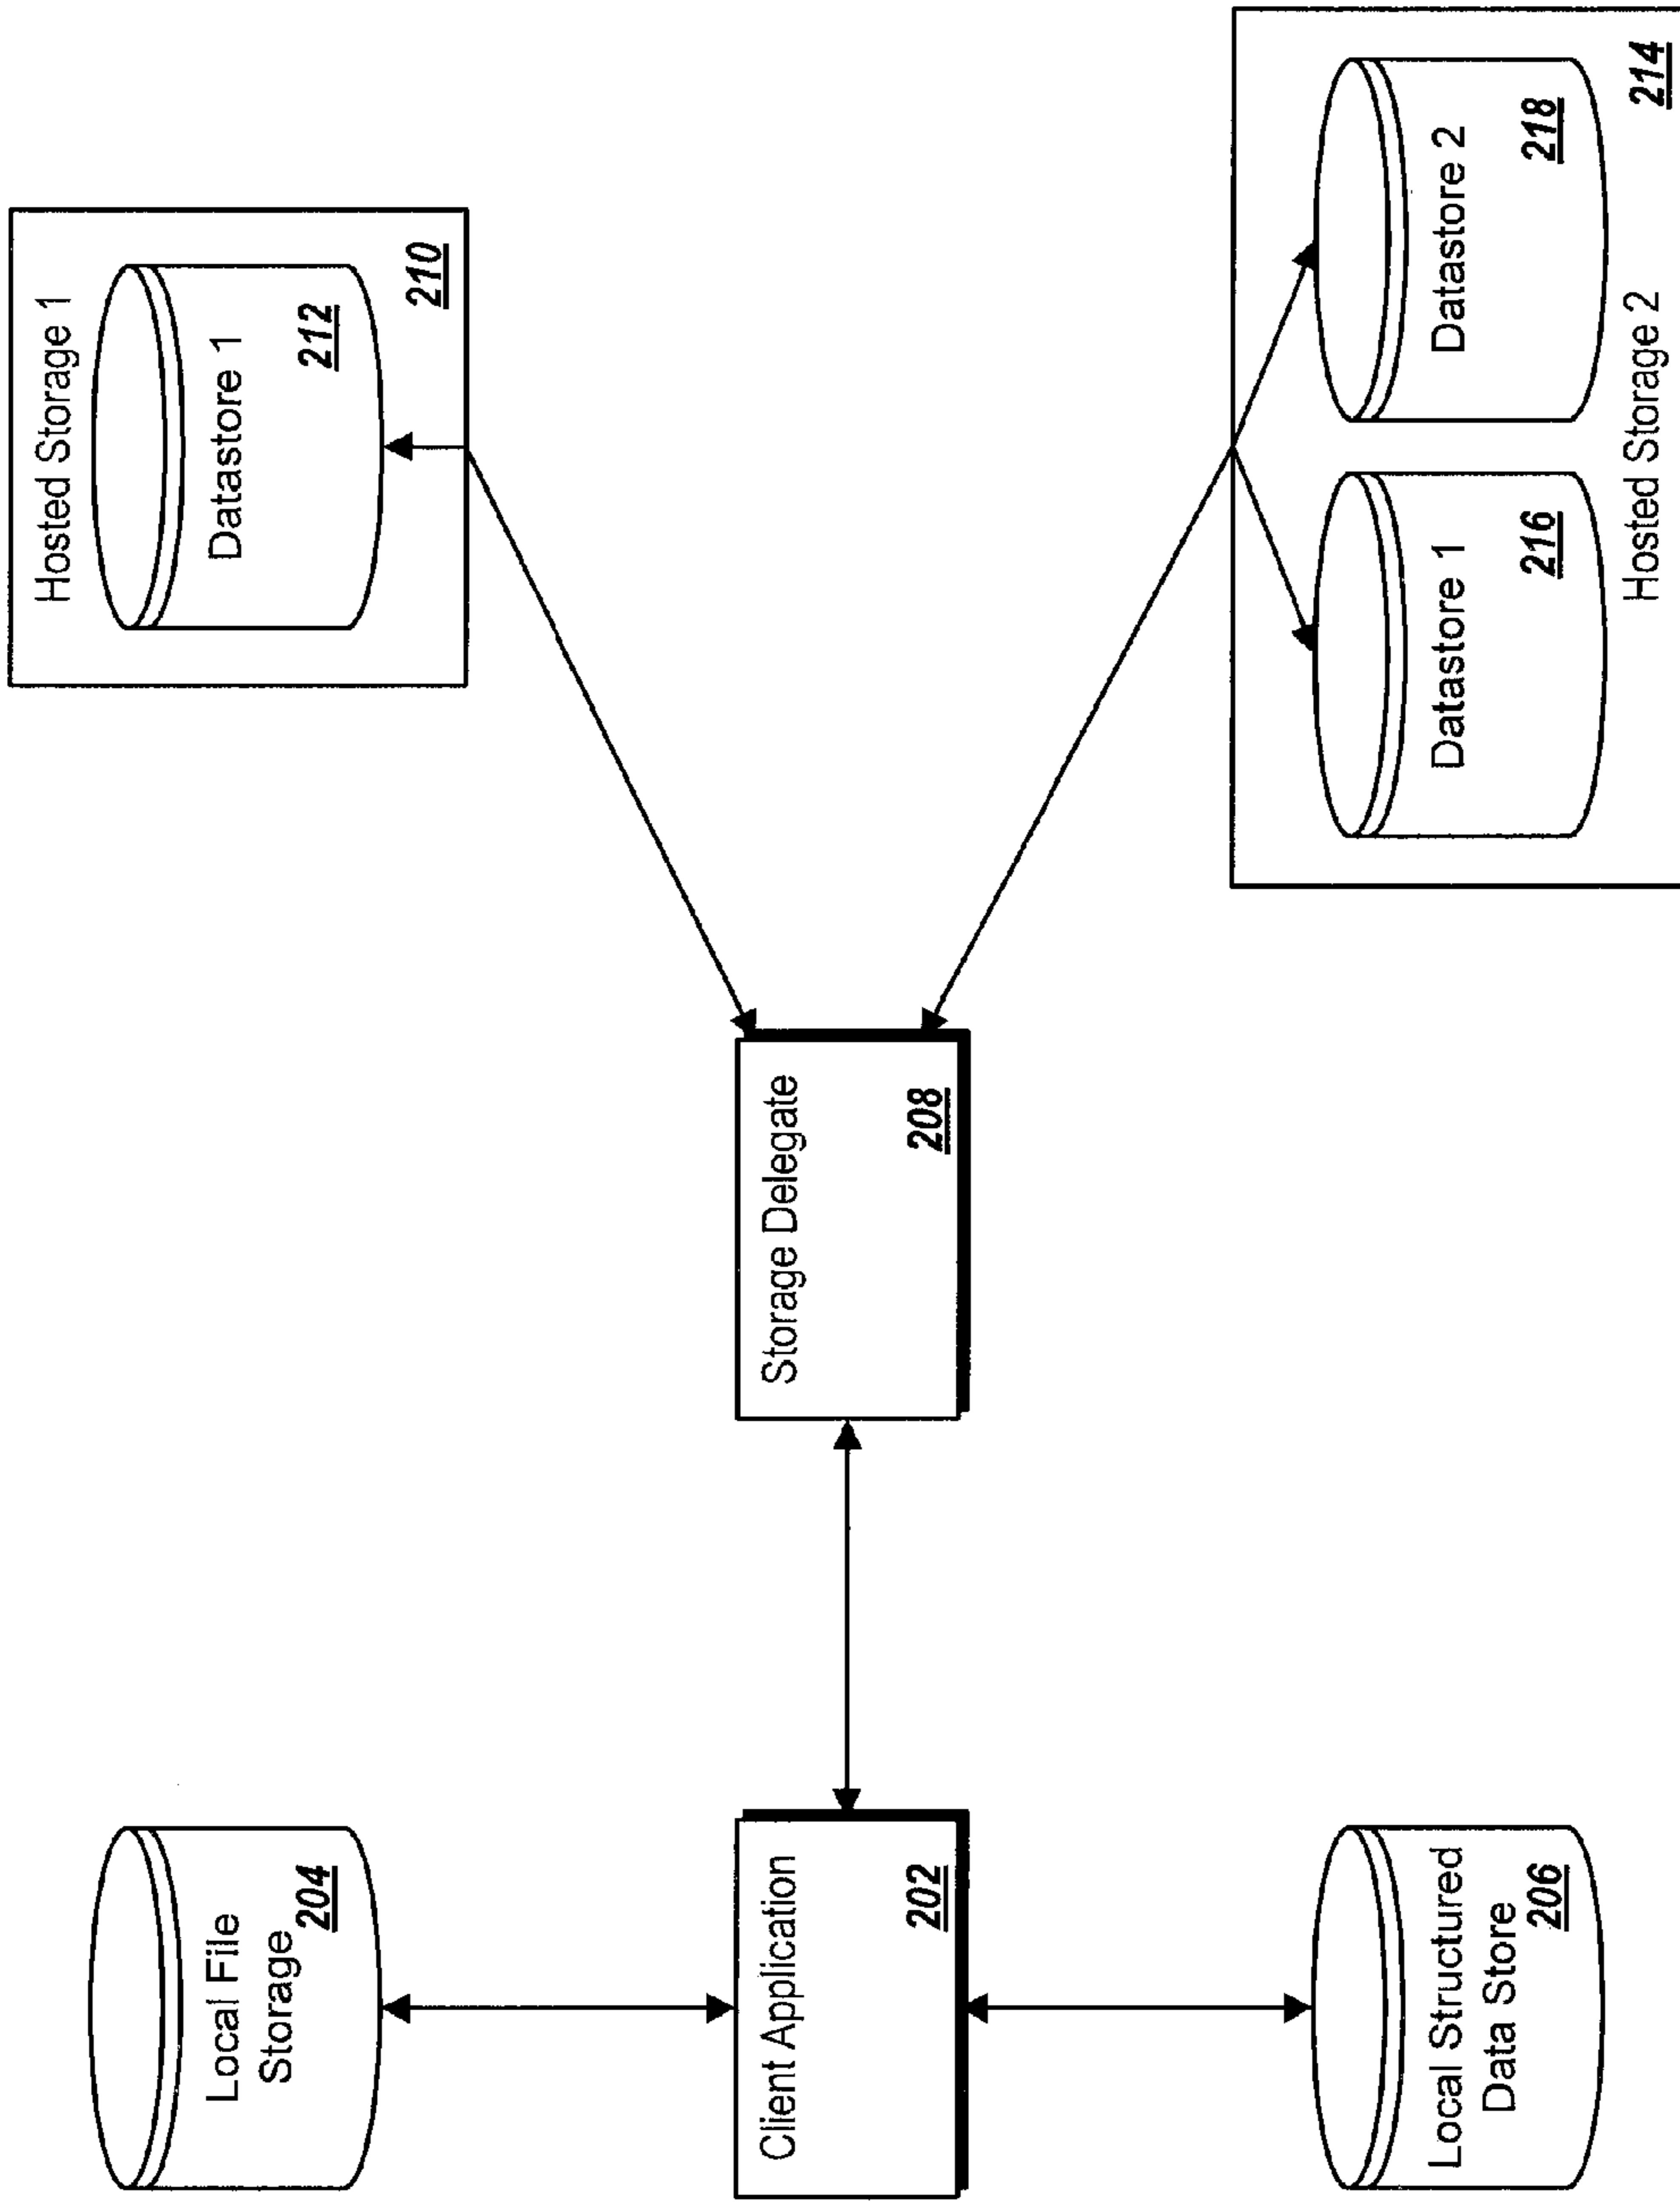 Local File
Storage
204
Client Application
202
Local Structured
Data Store
206
Storage Delegate
208
Hosted Storage 1
Datastore 1
212
210
Datastore 1
216
Datastore 2
218
Hosted Storage 2
214